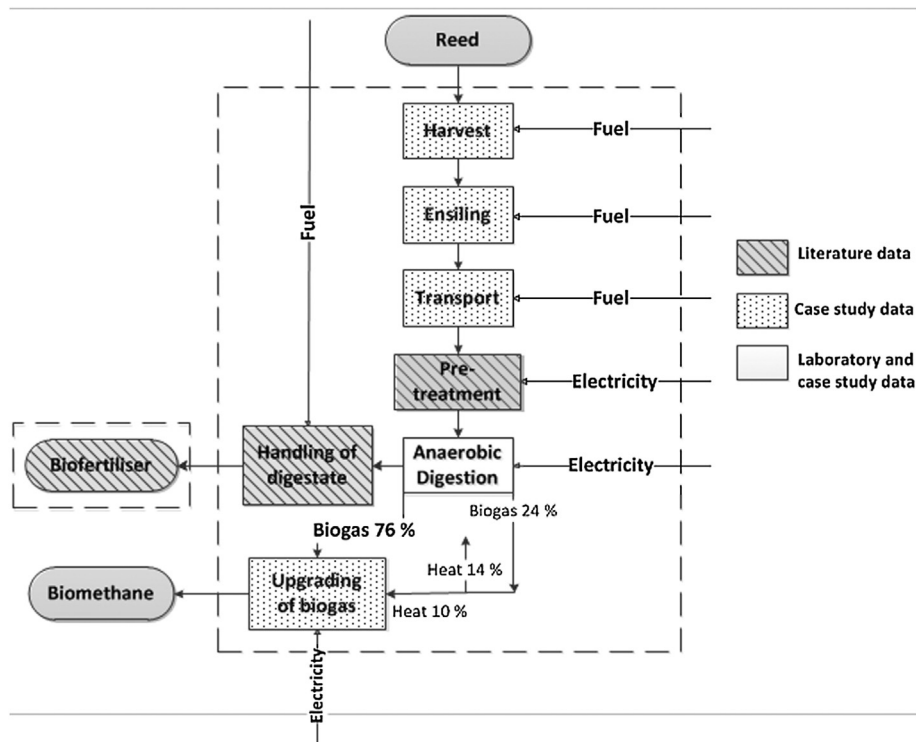 Reed
Harvest
Fuel
Ensiling
Fuel
Fuel
Literature data
Transport
Fuel
Case study data
Pre-
treatment
Electricity
Laboratory and
case study data
Biofertiliser
Handling of
digestate
Anaerobic
Digestion
Electricity
Biogas 24 %
Biogas 76 %
Heat 14 %
Biomethane
Upgrading
of biogas
Heat 10 %
Electricity